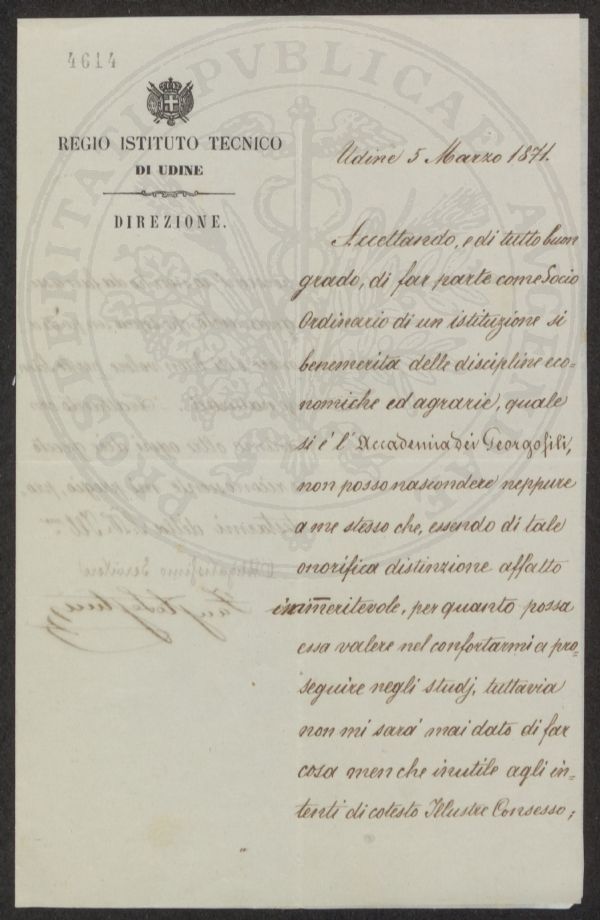 4614
REGIO ISTITUTO TECNICO
DI UDINE
DIREZIONE.
Udine 5 Marzo 1871.
Accettando, e di tutto buon
grado, di far parte come Socio
Ordinario di un istituzione si
benemerita delle discipline eco-
nomiche ed agrarie, quale
si è l'Accademia dei Georgofili,
non posso nascondere neppure
a me stesso che, essendo di tale
onorifica distinzione affatto
immeritevole, per quanto possa
essa valere nel confortarmi a pro-
seguire negli studj, tuttavia
non mi sarà mai dato di far
cosa men che inutile agli in-
tenti di cotesto Illustre Consesso;
PROSPERITATI PVBLICAE